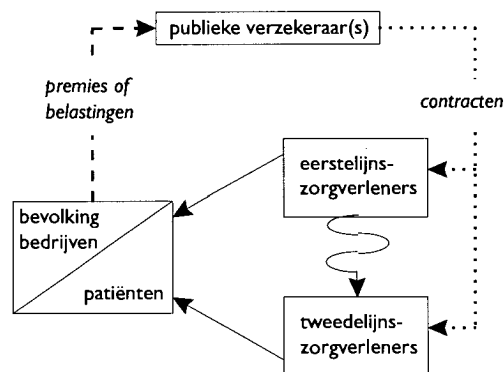 publieke verzekeraar(s)
premies of
belastingen
contracten
eerstelijns-
zorgverleners
bevolking
bedrijven
patiënten
tweedelijns-
zorgverleners